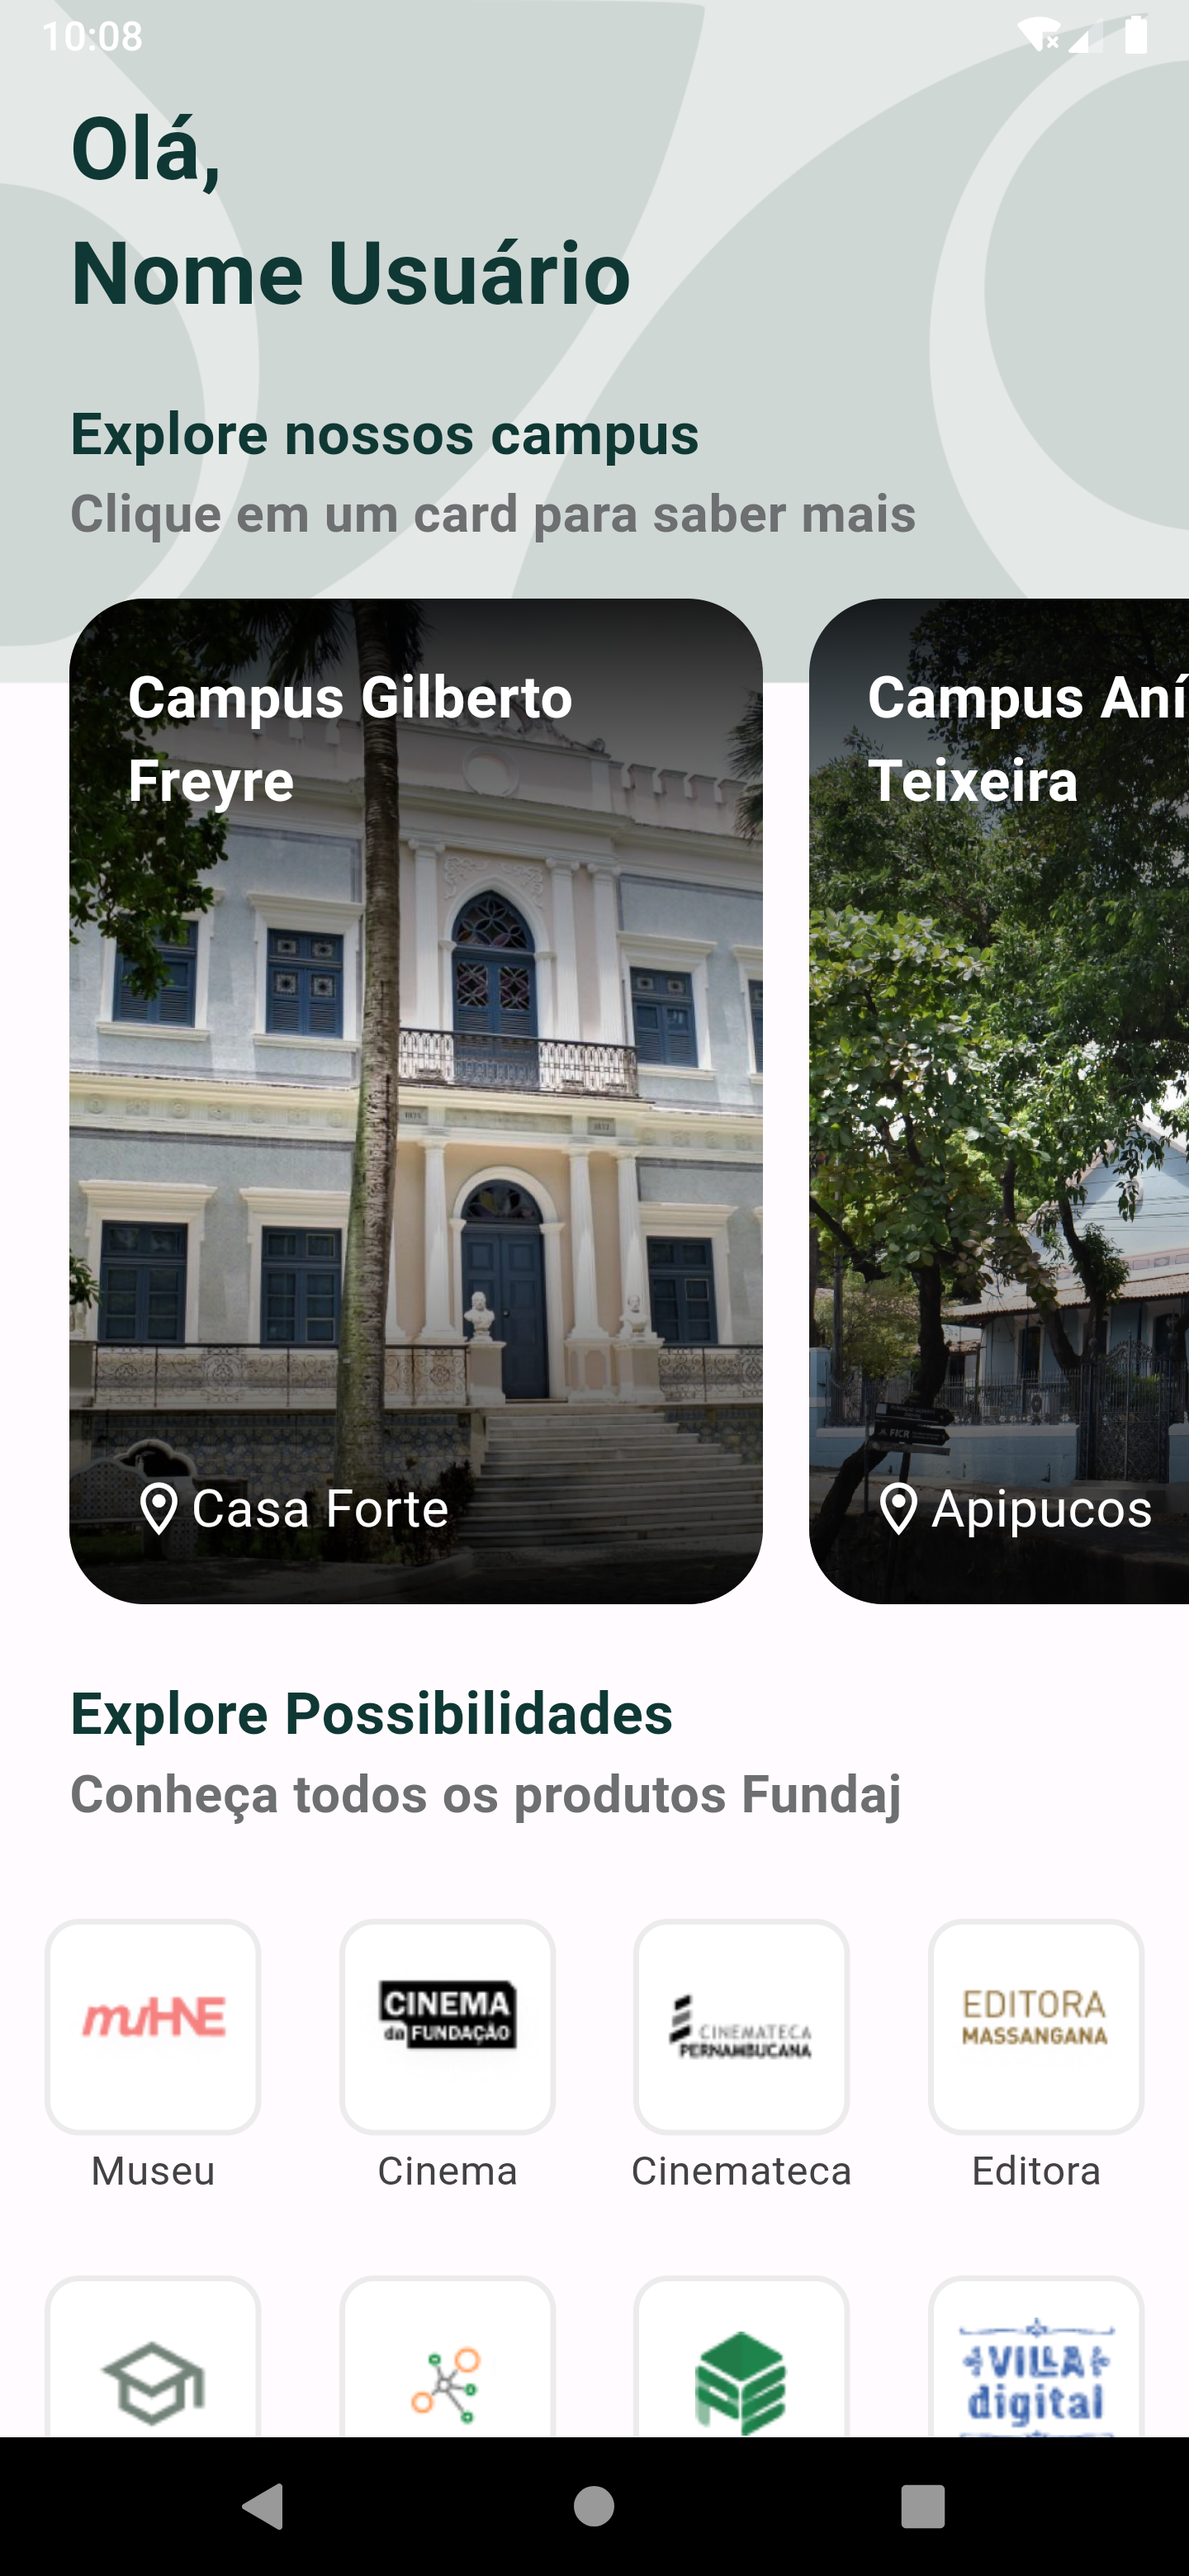 10:08
Olá,
Nome Usuário
Explore nossos campus
Clique em um card para saber mais
Campus Gilberto
Freyre
Campus Aní
Teixeira
Casa Forte
Apipucos
Explore Possibilidades
Conheça todos os produtos Fundaj
muHNE
CINEMA
da FUNDAÇÃO
CINEMATECA
PERNAMBUCANA
EDITORA
MASSANGANA
Museu
Cinema
Cinemateca
Editora
VILLA
digital